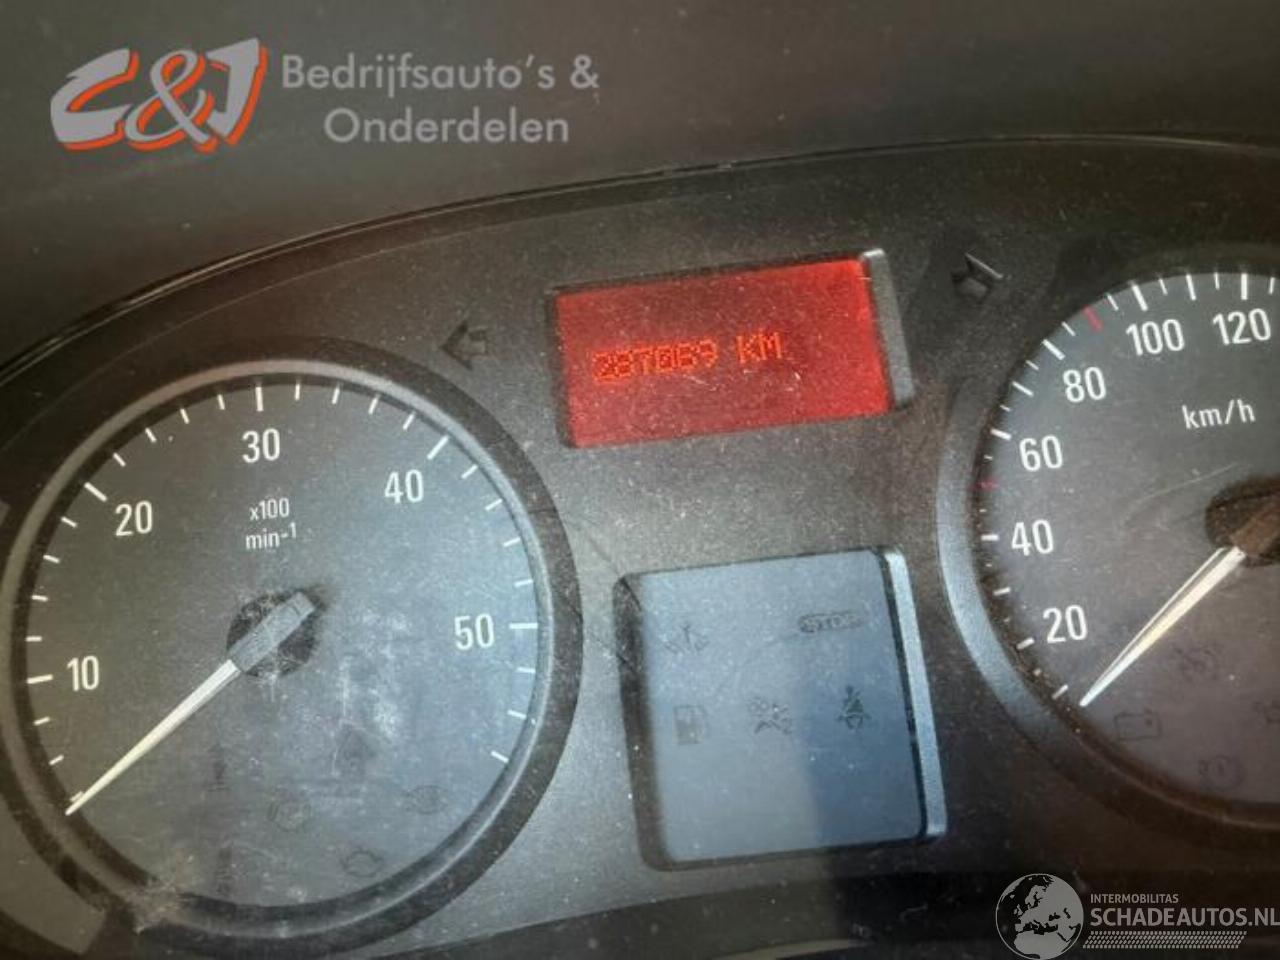 C&J Bedrijfsauto's &
Onderdelen
287069 KM
10
20
30
40
50
x100
min-1
20
40
60
80
100
120
km/h
STOP
INTERMOBILITAS
SCHADEAUTOS.NL